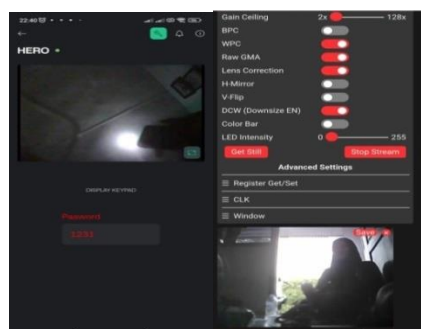 22:40
HERO
DISPLAY KEYPAD
Password
1231
Gain Ceiling 2x 128x
BPC
WPC
Raw GMA
Lens Correction
H-Mirror
V-Flip
DCW (Downsize EN)
Color Bar
LED Intensity 0 255
Get Still Stop Stream
Advanced Settings
Register Get/Set
CLK
Window
Save